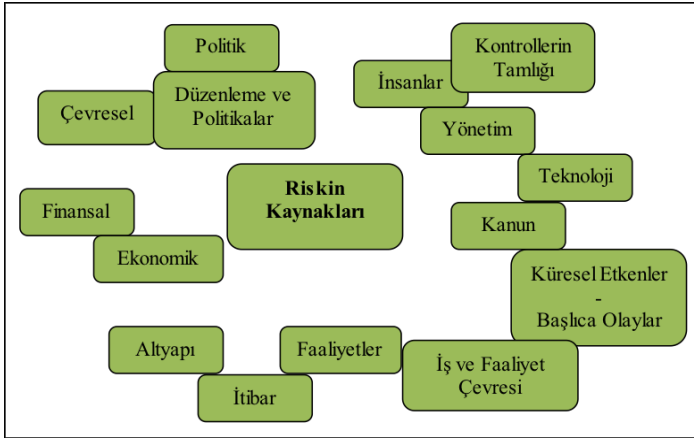 Politik
Kontrollerin
Tamlığı
İnsanlar
Çevresel
Düzenleme ve
Politikalar
Yönetim
Teknoloji
Riskin
Kaynakları
Finansal
Kanun
Ekonomik
Küresel Etkenler
-
Başlıca Olaylar
Altyapı
Faaliyetler
İş ve Faaliyet
Çevresi
İtibar